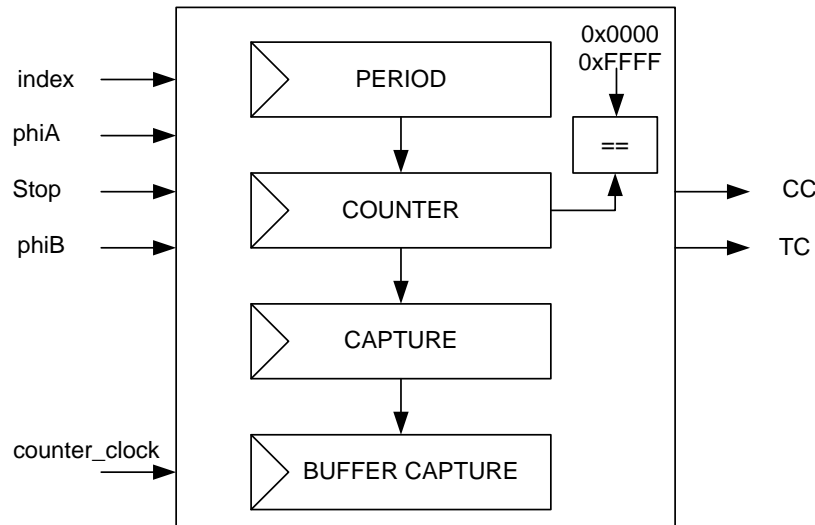 index
phiA
Stop
phiB
counter_clock
PERIOD
COUNTER
CAPTURE
BUFFER CAPTURE
0x0000
0xFFFF
==
CC
TC